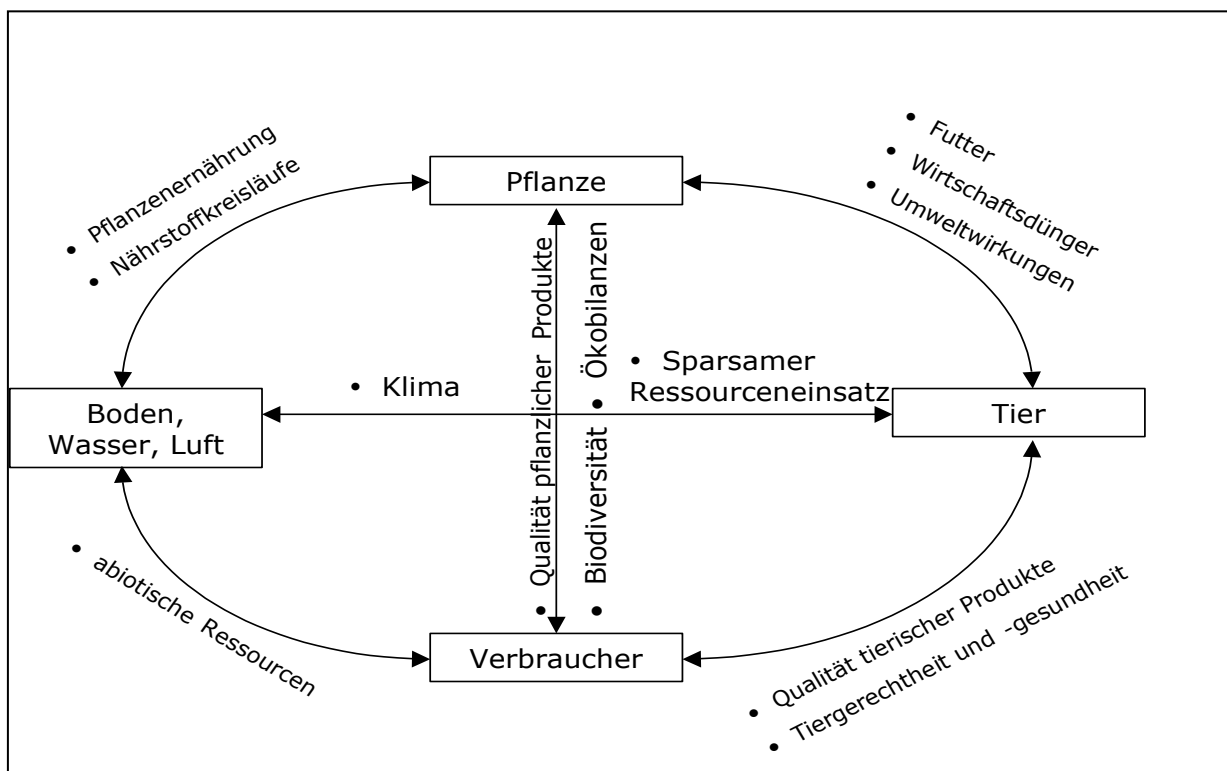 • Pflanzenernährung
• Nährstoffkreisläufe
Pflanze
• Futter
• Wirtschaftsdünger
• Umweltwirkungen
• Qualität pflanzlicher Produkte
• Biodiversität • Ökobilanzen
Boden,
Wasser, Luft
• Klima
• Sparsamer
Ressourceneinsatz
Tier
• abiotische Ressourcen
Verbraucher
• Qualität tierischer Produkte
• Tiergerechtheit und -gesundheit